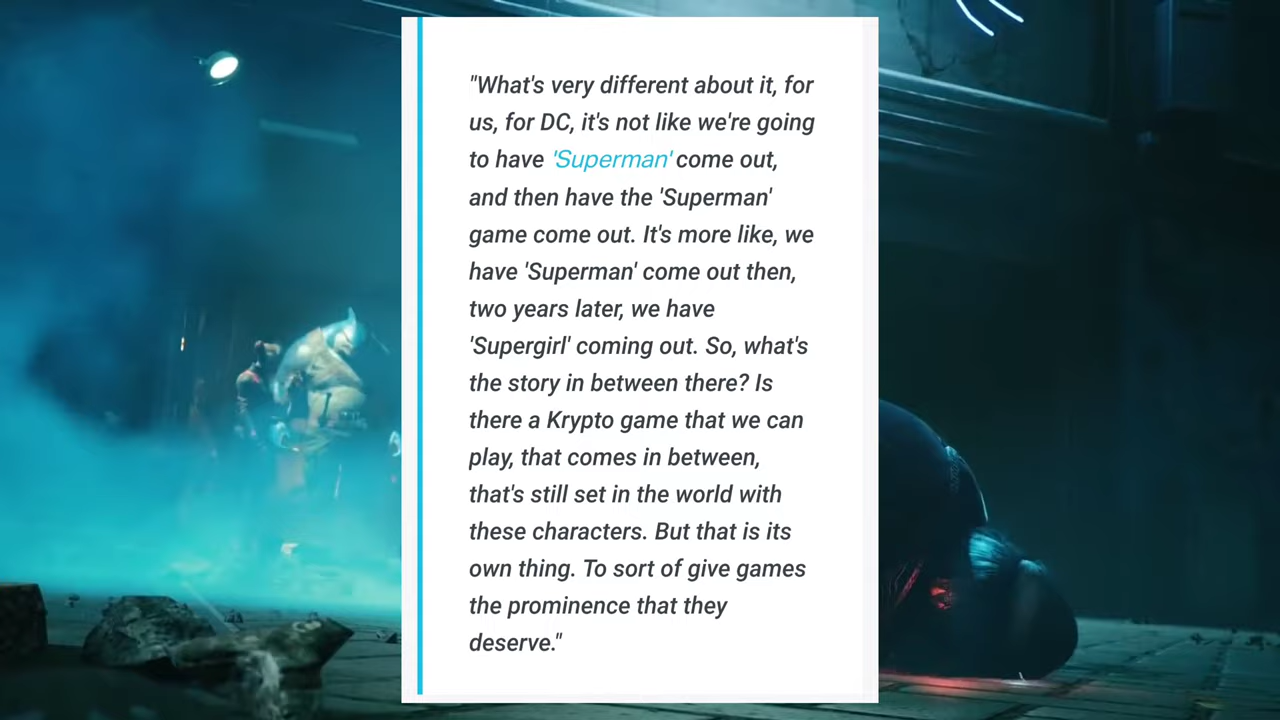 "What's very different about it, for
us, for DC, it's not like we're going
to have 'Superman' come out,
and then have the 'Superman'
game come out. It's more like, we
have 'Superman' come out then,
two years later, we have
'Supergirl' coming out. So, what's
the story in between there? Is
there a Krypto game that we can
play, that comes in between,
that's still set in the world with
these characters. But that is its
own thing. To sort of give games
the prominence that they
deserve."